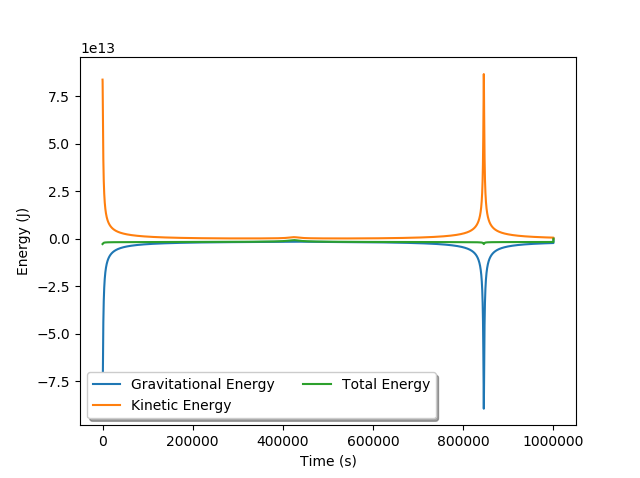 1e13
7.5
5.0
2.5
0.0
−2.5
−5.0
−7.5
Energy (J)
Gravitational Energy
Kinetic Energy
Total Energy
0 200000 400000 600000 800000 1000000
Time (s)